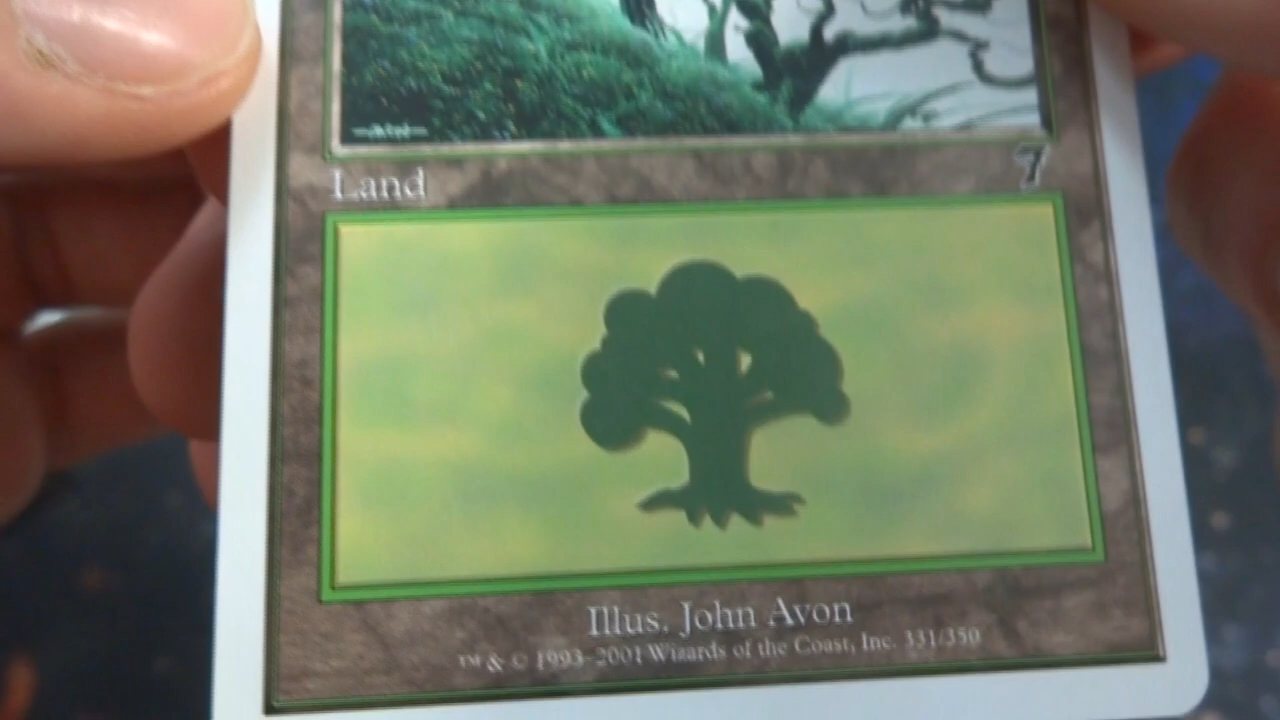 Land
7
Illus. John Avon
™ & © 1993-2001 Wizards of the Coast, Inc. 331/350